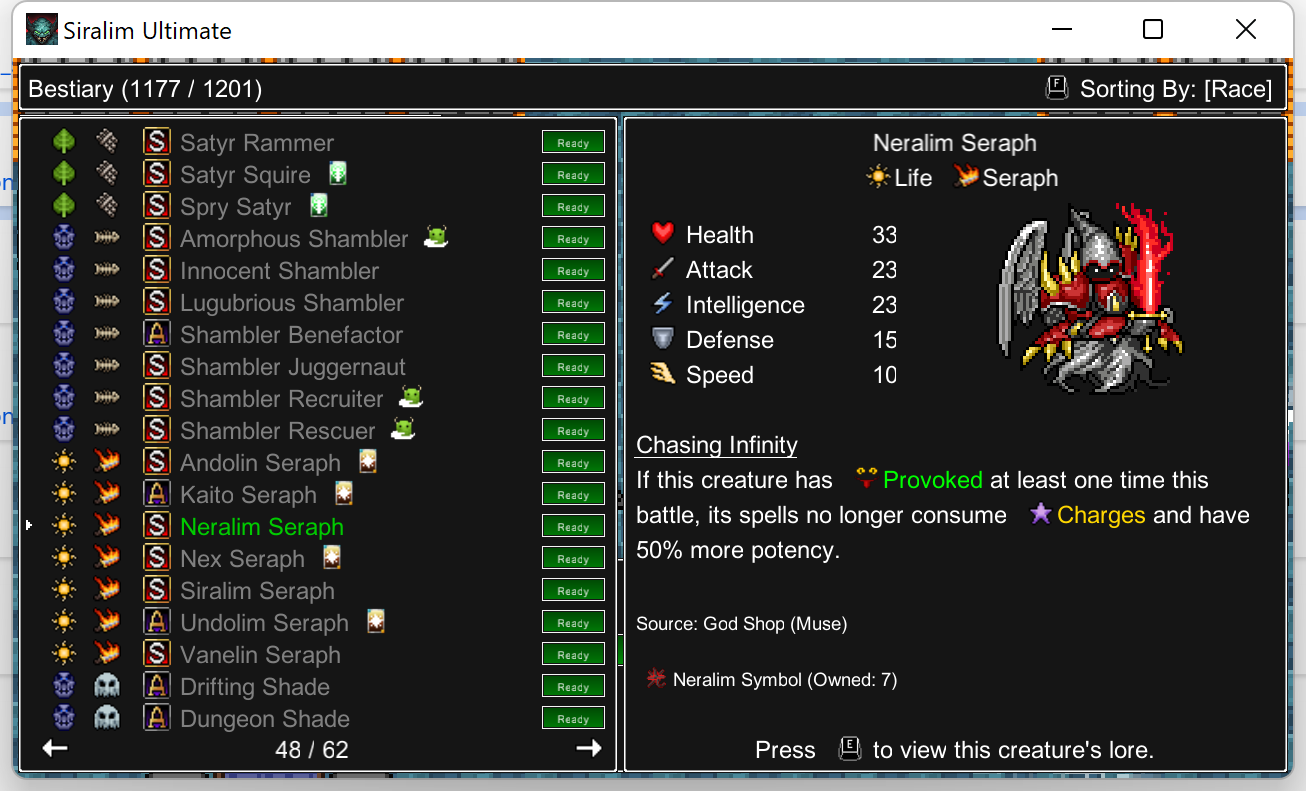 Siralim Ultimate
Bestiary (1177 / 1201)
F Sorting By: [Race]
S Satyr Rammer Ready
S Satyr Squire Ready
S Spry Satyr Ready
S Amorphous Shambler Ready
S Innocent Shambler Ready
S Lugubrious Shambler Ready
A Shambler Benefactor Ready
S Shambler Juggernaut Ready
S Shambler Recruiter Ready
S Shambler Rescuer Ready
S Andolin Seraph Ready
A Kaito Seraph Ready
S Neralim Seraph Ready
S Nex Seraph Ready
S Siralim Seraph Ready
A Undolim Seraph Ready
S Vanelin Seraph Ready
A Drifting Shade Ready
A Dungeon Shade Ready
48 / 62
Neralim Seraph
Life Seraph
Health 33
Attack 23
Intelligence 23
Defense 15
Speed 10
Chasing Infinity
If this creature has Provoked at least one time this
battle, its spells no longer consume Charges and have
50% more potency.
Source: God Shop (Muse)
Neralim Symbol (Owned: 7)
Press E to view this creature's lore.